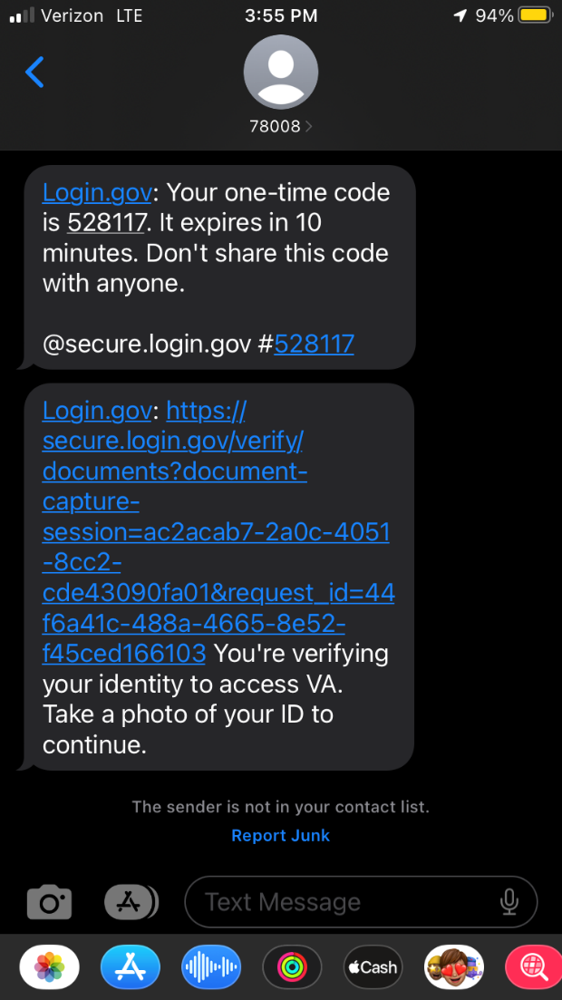 Verizon LTE 3:55 PM 94%
78008
Login.gov: Your one-time code
is 528117. It expires in 10
minutes. Don't share this code
with anyone.
@secure.login.gov #528117
Login.gov: https://
secure.login.gov/verify/
documents?document-
capture-
session=ac2acab7-2a0c-4051
-8cc2-
cde43090fa01&request_id=44
f6a41c-488a-4665-8e52-
f45ced166103 You're verifying
your identity to access VA.
Take a photo of your ID to
continue.
The sender is not in your contact list.
Report Junk
Text Message
Cash